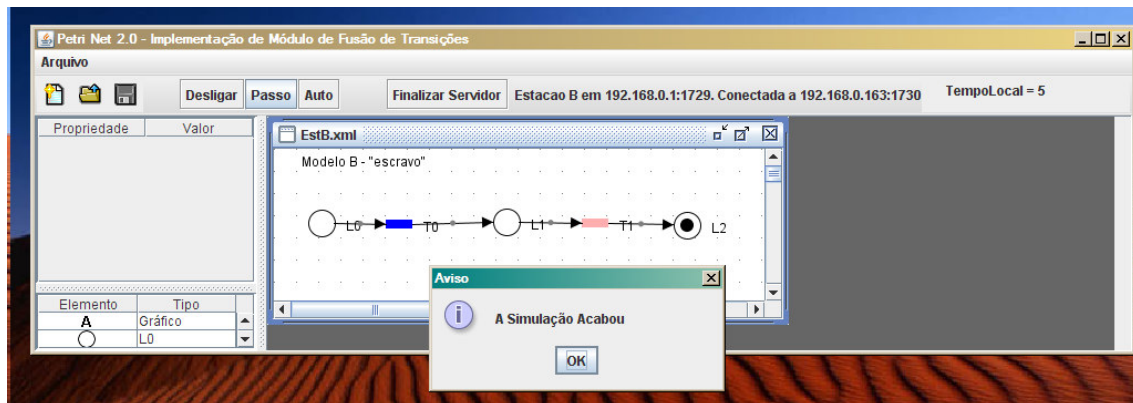 Petri Net 2.0 - Implementação de Módulo de Fusão de Transições
Arquivo
Desligar Passo Auto Finalizar Servidor Estacao B em 192.168.0.1:1729. Conectada a 192.168.0.163:1730 TempoLocal = 5
Propriedade Valor
EstB.xml
Modelo B - "escravo"
L0 T0 L1 T1 L2
Aviso
A Simulação Acabou
OK
Elemento Tipo
A Gráfico
L0